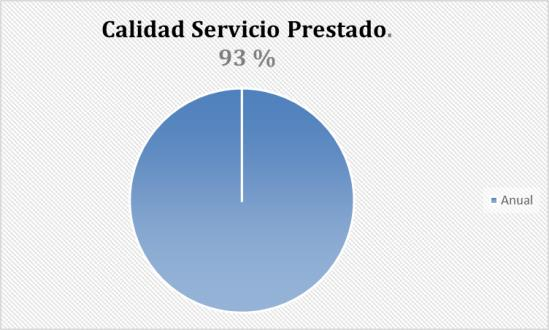 Calidad Servicio Prestado.
93 %
Anual